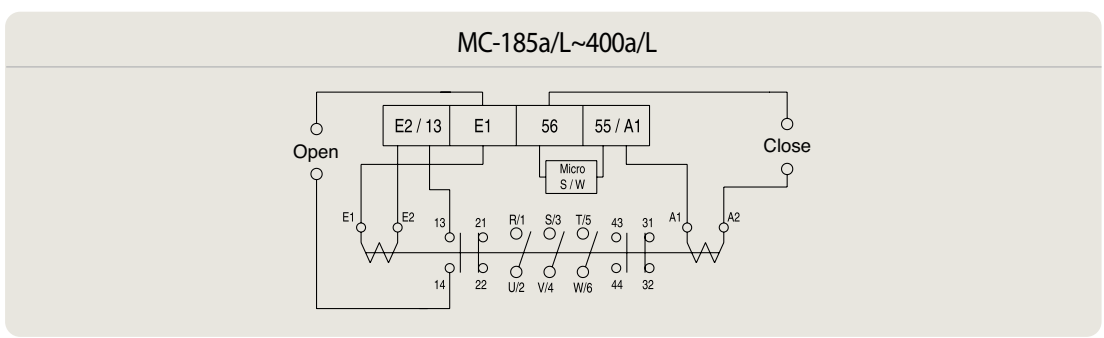 MC-185a/L~400a/L
E2 / 13 E1 56 55 / A1
Open
Close
Micro
S / W
E1 E2 13 21 R/1 S/3 T/5 43 31 A1 A2
14 22 U/2 V/4 W/6 44 32